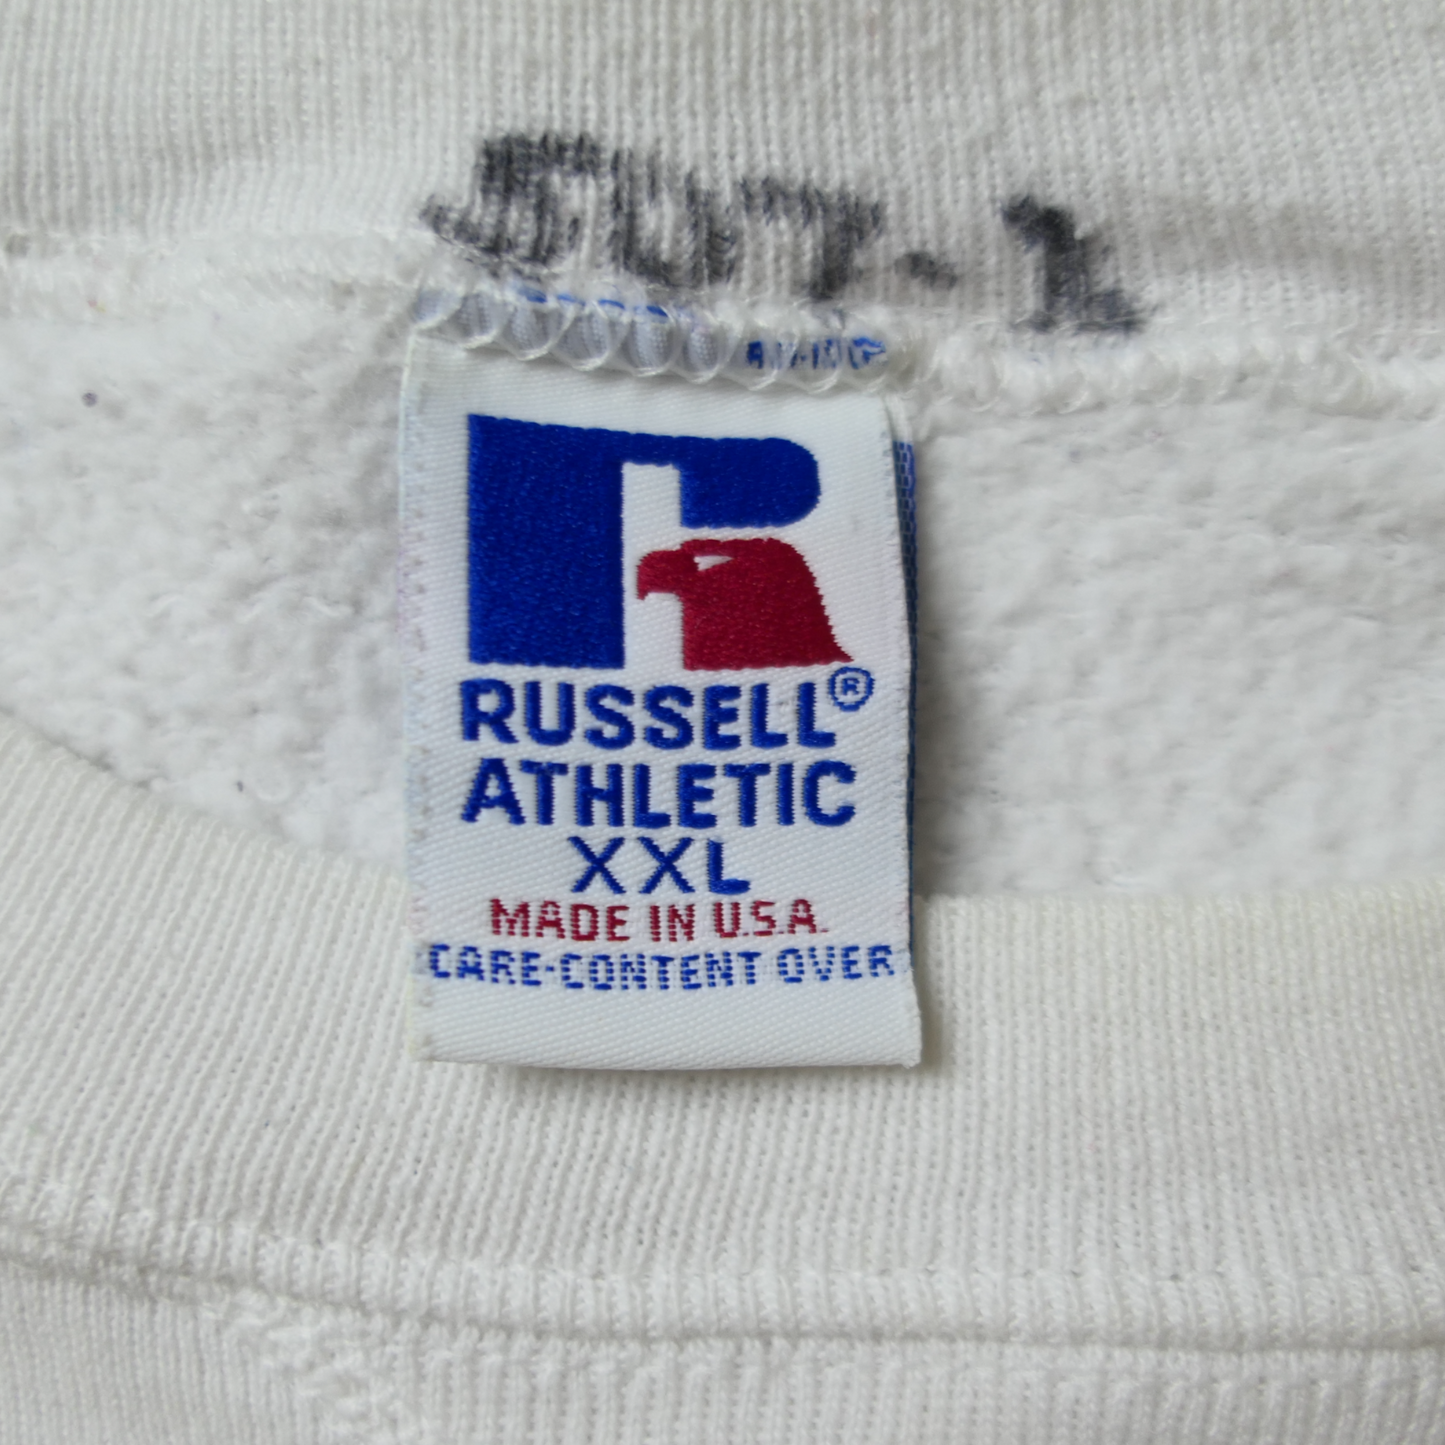 RUSSELL®
ATHLETIC
XXL
MADE IN U.S.A.
CARE-CONTENT OVER